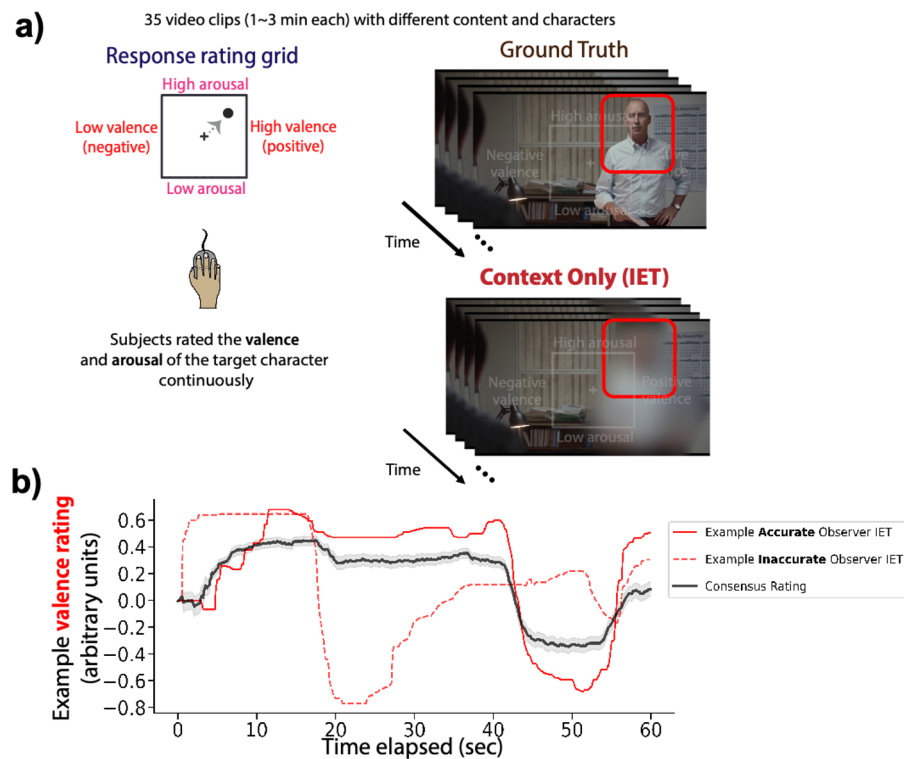 a)
35 video clips (1~3 min each) with different content and characters
Response rating grid
High arousal
Low valence
(negative)
High valence
(positive)
Low arousal
Subjects rated the valence
and arousal of the target character
continuously
Ground Truth
High arousal
Negative
valence
Positive
valence
Low arousal
Time
Context Only (IET)
High arousal
Negative
valence
Positive
valence
Low arousal
Time
b)
Example valence rating
(arbitrary units)
0.6
0.4
0.2
0.0
−0.2
−0.4
−0.6
−0.8
0 10 20 30 40 50 60
Time elapsed (sec)
Example Accurate Observer IET
Example Inaccurate Observer IET
Consensus Rating